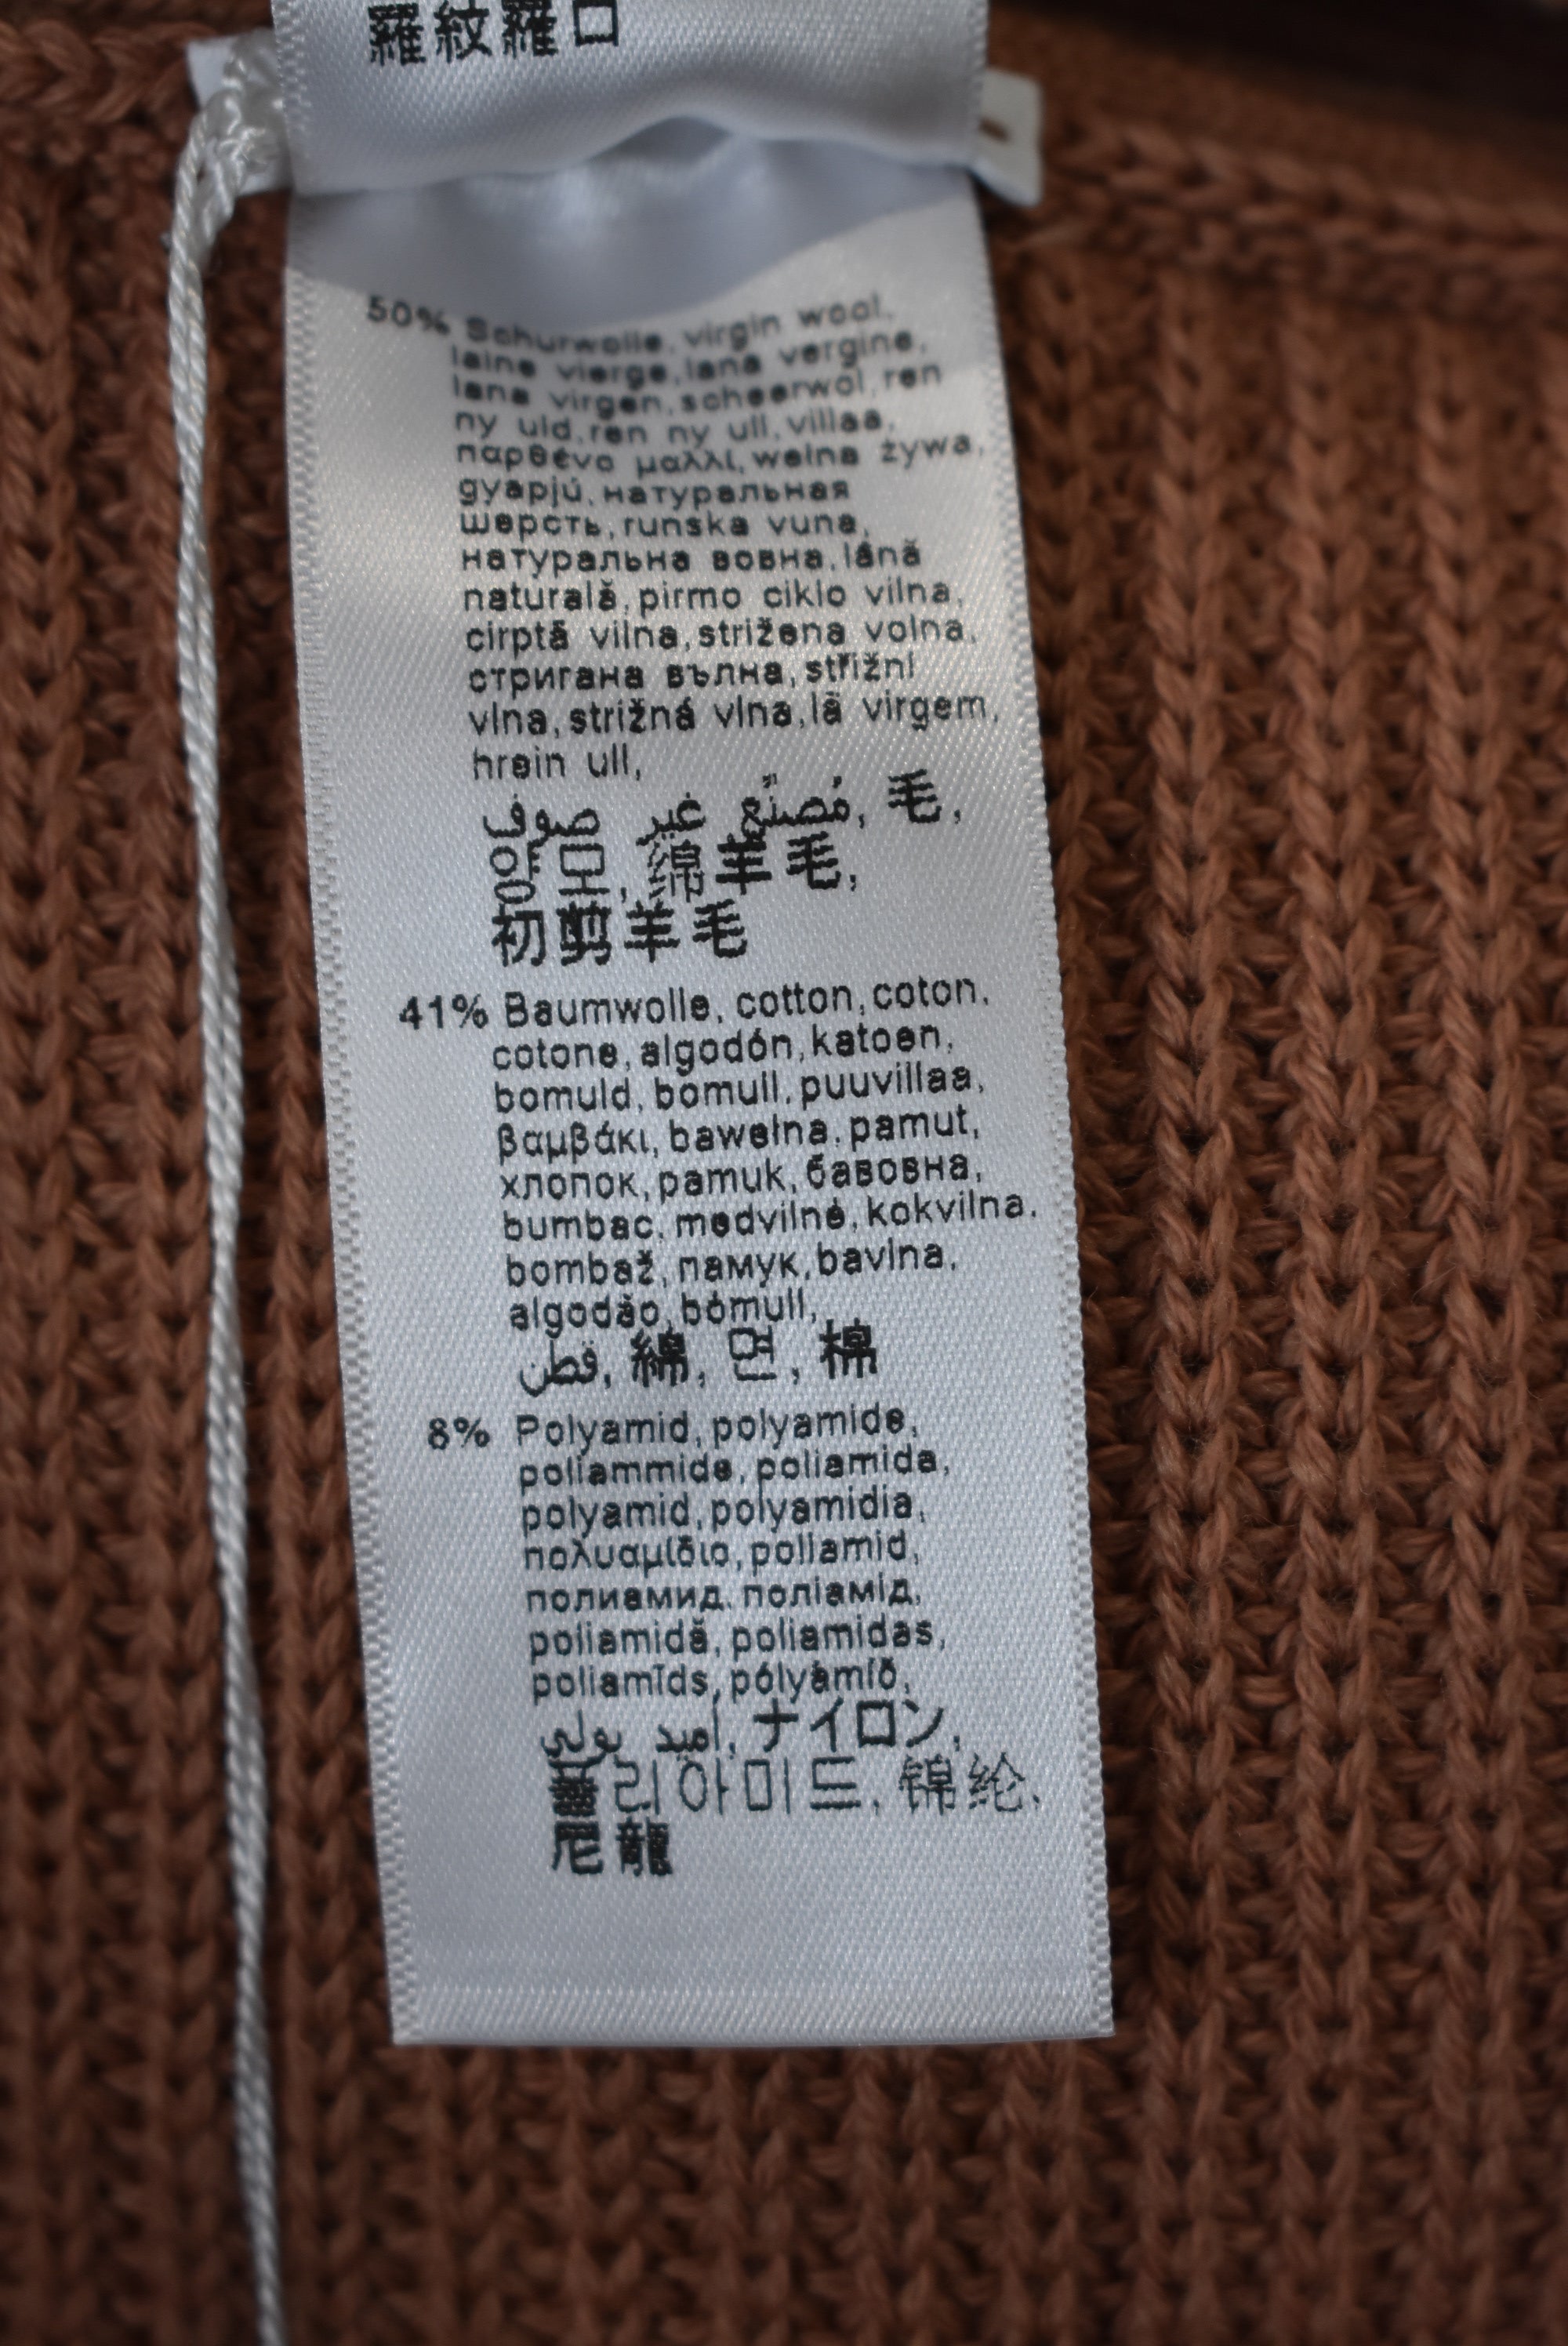 羅紋羅口
50% Schurwolle, virgin wool,
laine vierge, lana vergine,
lana virgen, scheerwol, ren
ny uld, ren ny ull, villaa,
παρθένο μαλλί, wełna żywa,
gyapjú, натуральная
шерсть, runska vuna,
натуральна вовна, lână
naturală, pirmo ciklo vilna,
cirptā vilna, strižena volna,
стригана вълна, střižní
vlna, strižná vlna, lã virgem,
hrein ull,
صوف غير مُصنّع, 毛,
양모, 绵羊毛,
初剪羊毛
41% Baumwolle, cotton, coton,
cotone, algodón, katoen,
bomuld, bomull, puuvillaa,
βαμβάκι, bawełna, pamut,
хлопок, pamuk, бавовна,
bumbac, medvilnė, kokvilna,
bombaž, памук, bavlna,
algodão, bómull,
قطن, 綿, 면, 棉
8% Polyamid, polyamide,
poliammide, poliamida,
polyamid, polyamidia,
πολυαμίδιο, poliamid,
полиамид, поліамід,
poliamidă, poliamidas,
poliamīds, pólýamíð,
بولي اميد, ナイロン,
폴리아미드, 锦纶,
尼龍